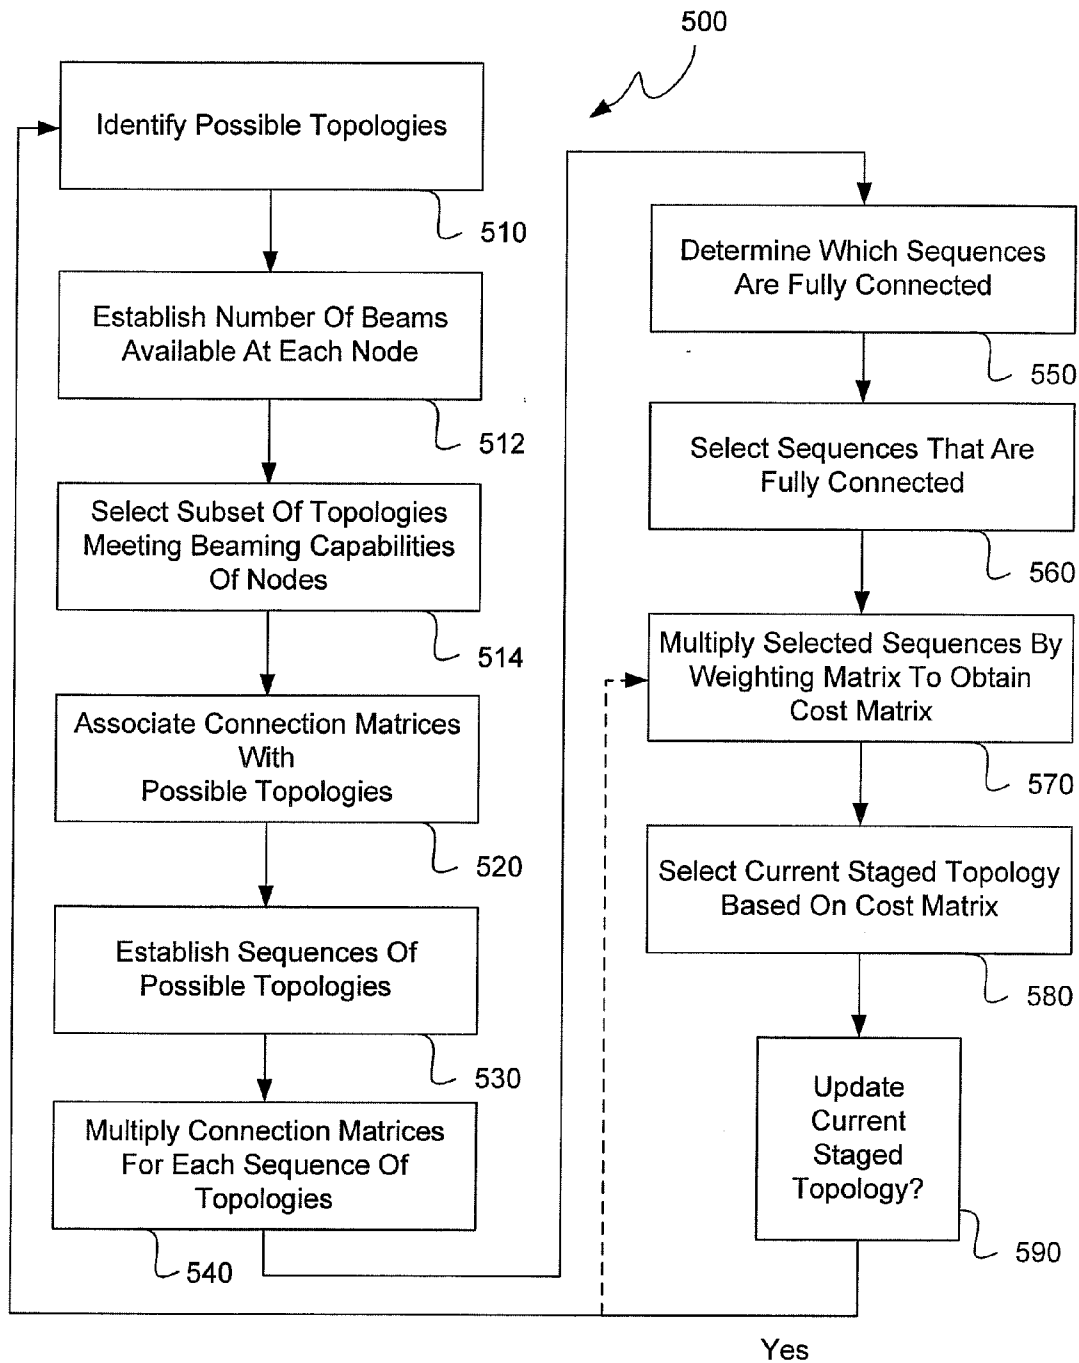 500
Identify Possible Topologies
510
Establish Number Of Beams
Available At Each Node
512
Select Subset Of Topologies
Meeting Beaming Capabilities
Of Nodes
514
Associate Connection Matrices
With
Possible Topologies
520
Establish Sequences Of
Possible Topologies
530
Multiply Connection Matrices
For Each Sequence Of
Topologies
540
Determine Which Sequences
Are Fully Connected
550
Select Sequences That Are
Fully Connected
560
Multiply Selected Sequences By
Weighting Matrix To Obtain
Cost Matrix
570
Select Current Staged Topology
Based On Cost Matrix
580
Update
Current
Staged
Topology?
590
Yes